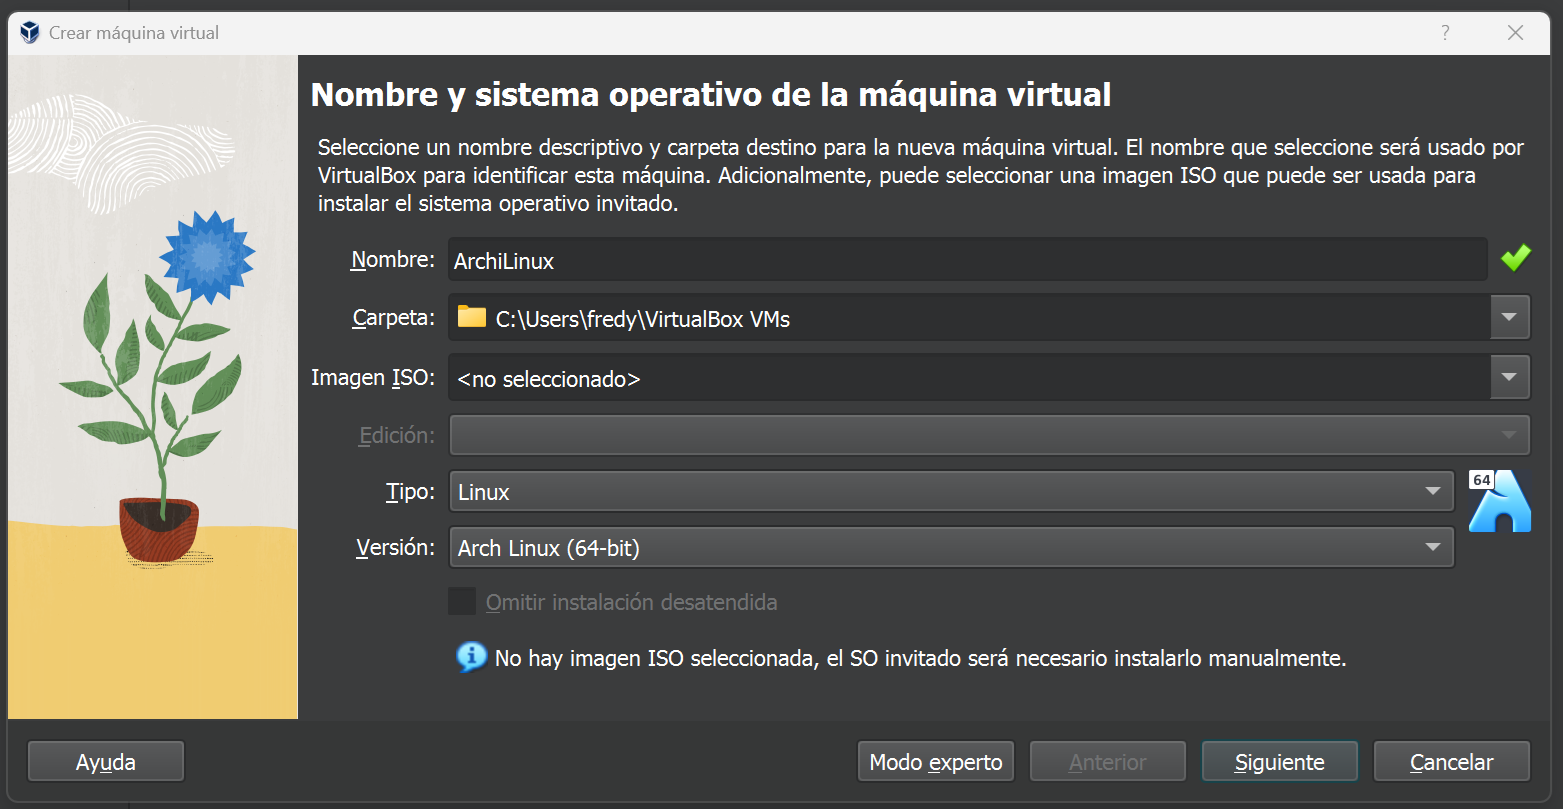 Crear máquina virtual
?
Nombre y sistema operativo de la máquina virtual
Seleccione un nombre descriptivo y carpeta destino para la nueva máquina virtual. El nombre que seleccione será usado por
VirtualBox para identificar esta máquina. Adicionalmente, puede seleccionar una imagen ISO que puede ser usada para
instalar el sistema operativo invitado.
Nombre: ArchiLinux
Carpeta: C:\Users\fredy\VirtualBox VMs
Imagen ISO: <no seleccionado>
Edición:
Tipo: Linux
64
Versión: Arch Linux (64-bit)
Omitir instalación desatendida
No hay imagen ISO seleccionada, el SO invitado será necesario instalarlo manualmente.
Ayuda Modo experto Anterior Siguiente Cancelar